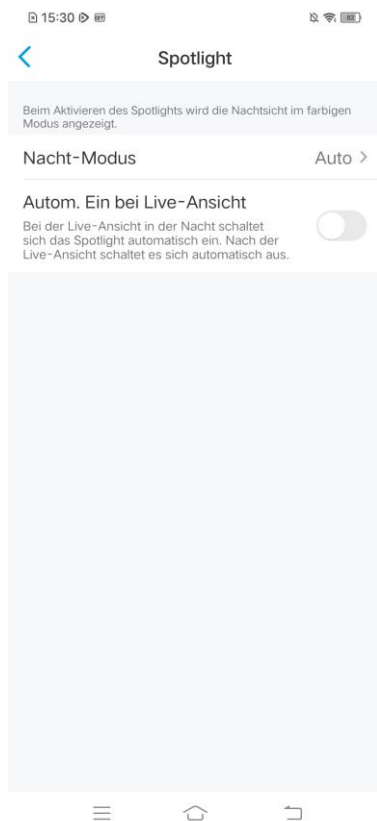 15:30
Spotlight
Beim Aktivieren des Spotlights wird die Nachtsicht im farbigen
Modus angezeigt.
Nacht-Modus
Auto
Autom. Ein bei Live-Ansicht
Bei der Live-Ansicht in der Nacht schaltet
sich das Spotlight automatisch ein. Nach der
Live-Ansicht schaltet es sich automatisch aus.